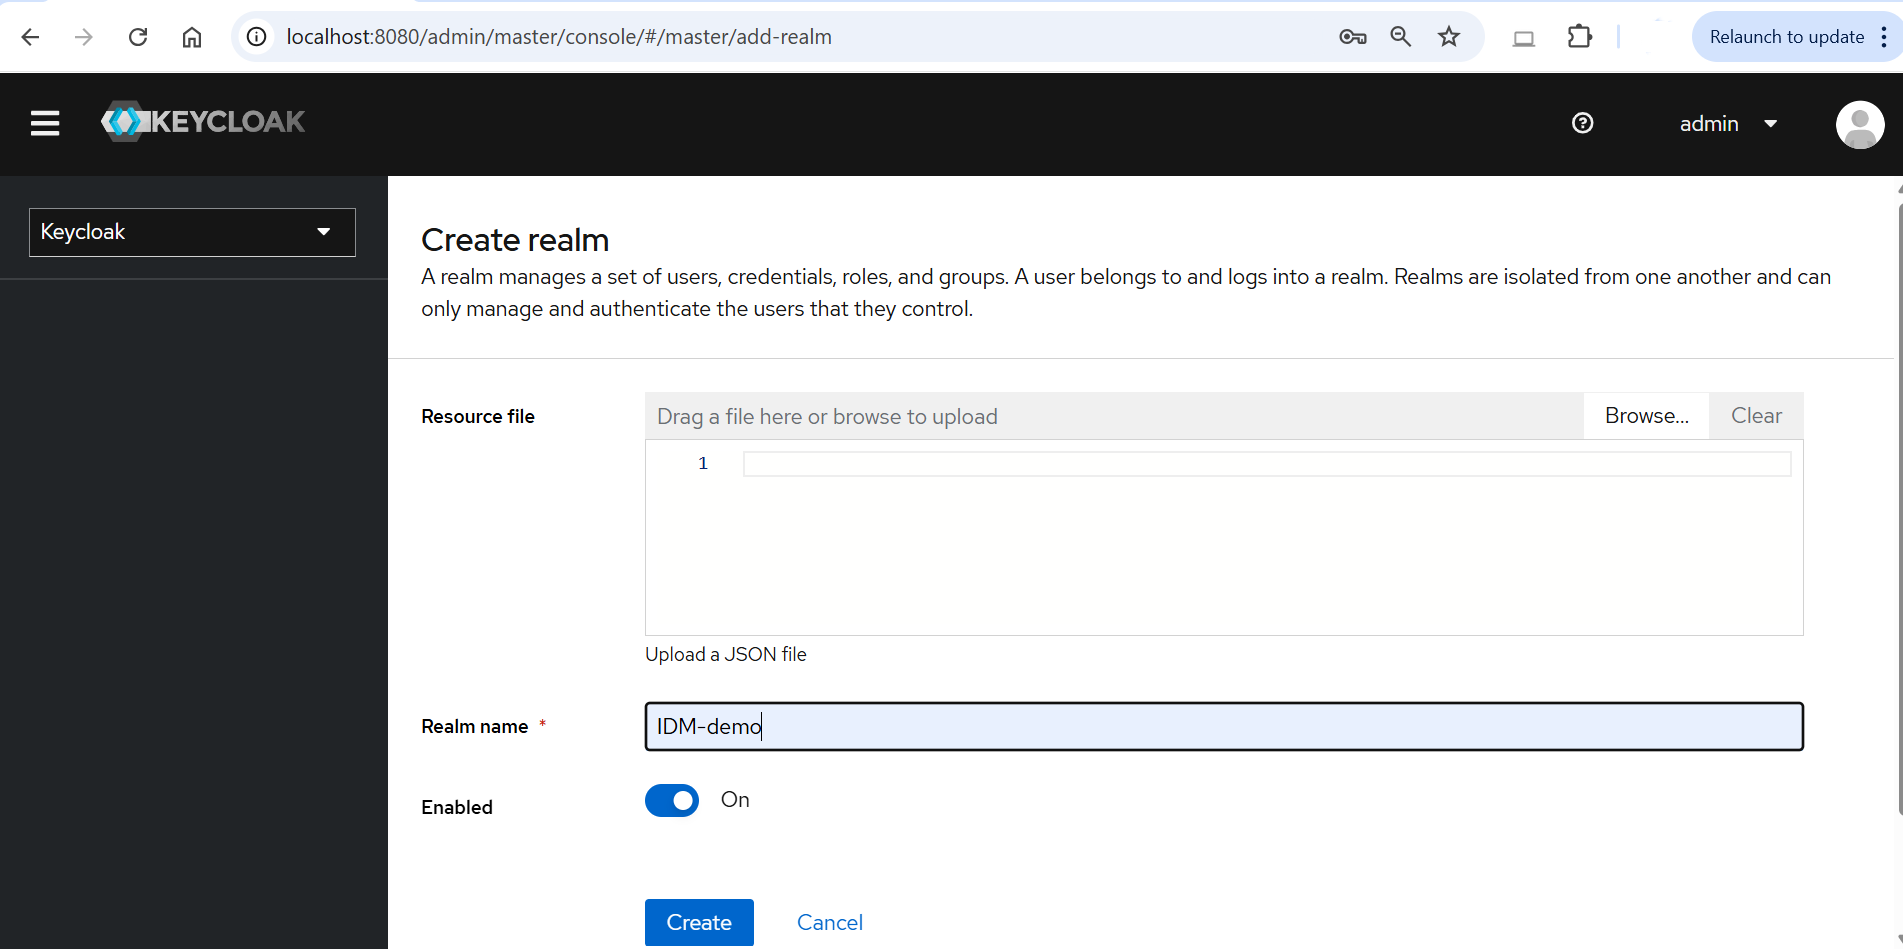 localhost:8080/admin/master/console/#/master/add-realm
Relaunch to update
KEYCLOAK
admin
Keycloak
Create realm
A realm manages a set of users, credentials, roles, and groups. A user belongs to and logs into a realm. Realms are isolated from one another and can
only manage and authenticate the users that they control.
Resource file
Drag a file here or browse to upload
Browse...
Clear
1
Upload a JSON file
Realm name *
IDM-demo
Enabled
On
Create
Cancel